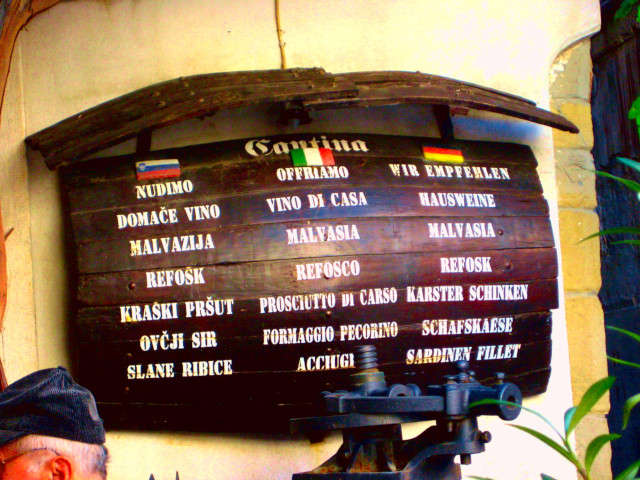 Cantina
NUDIMO OFFRIAMO WIR EMPFEHLEN
DOMAČE VINO VINO DI CASA HAUSWEINE
MALVAZIJA MALVASIA MALVASIA
REFOŠK REFOSCO REFOSK
KRAŠKI PRŠUT PROSCIUTTO DI CARSO KARSTER SCHINKEN
OVČJI SIR FORMAGGIO PECORINO SCHAFSKAESE
SLANE RIBICE ACCIUGI SARDINEN FILLET